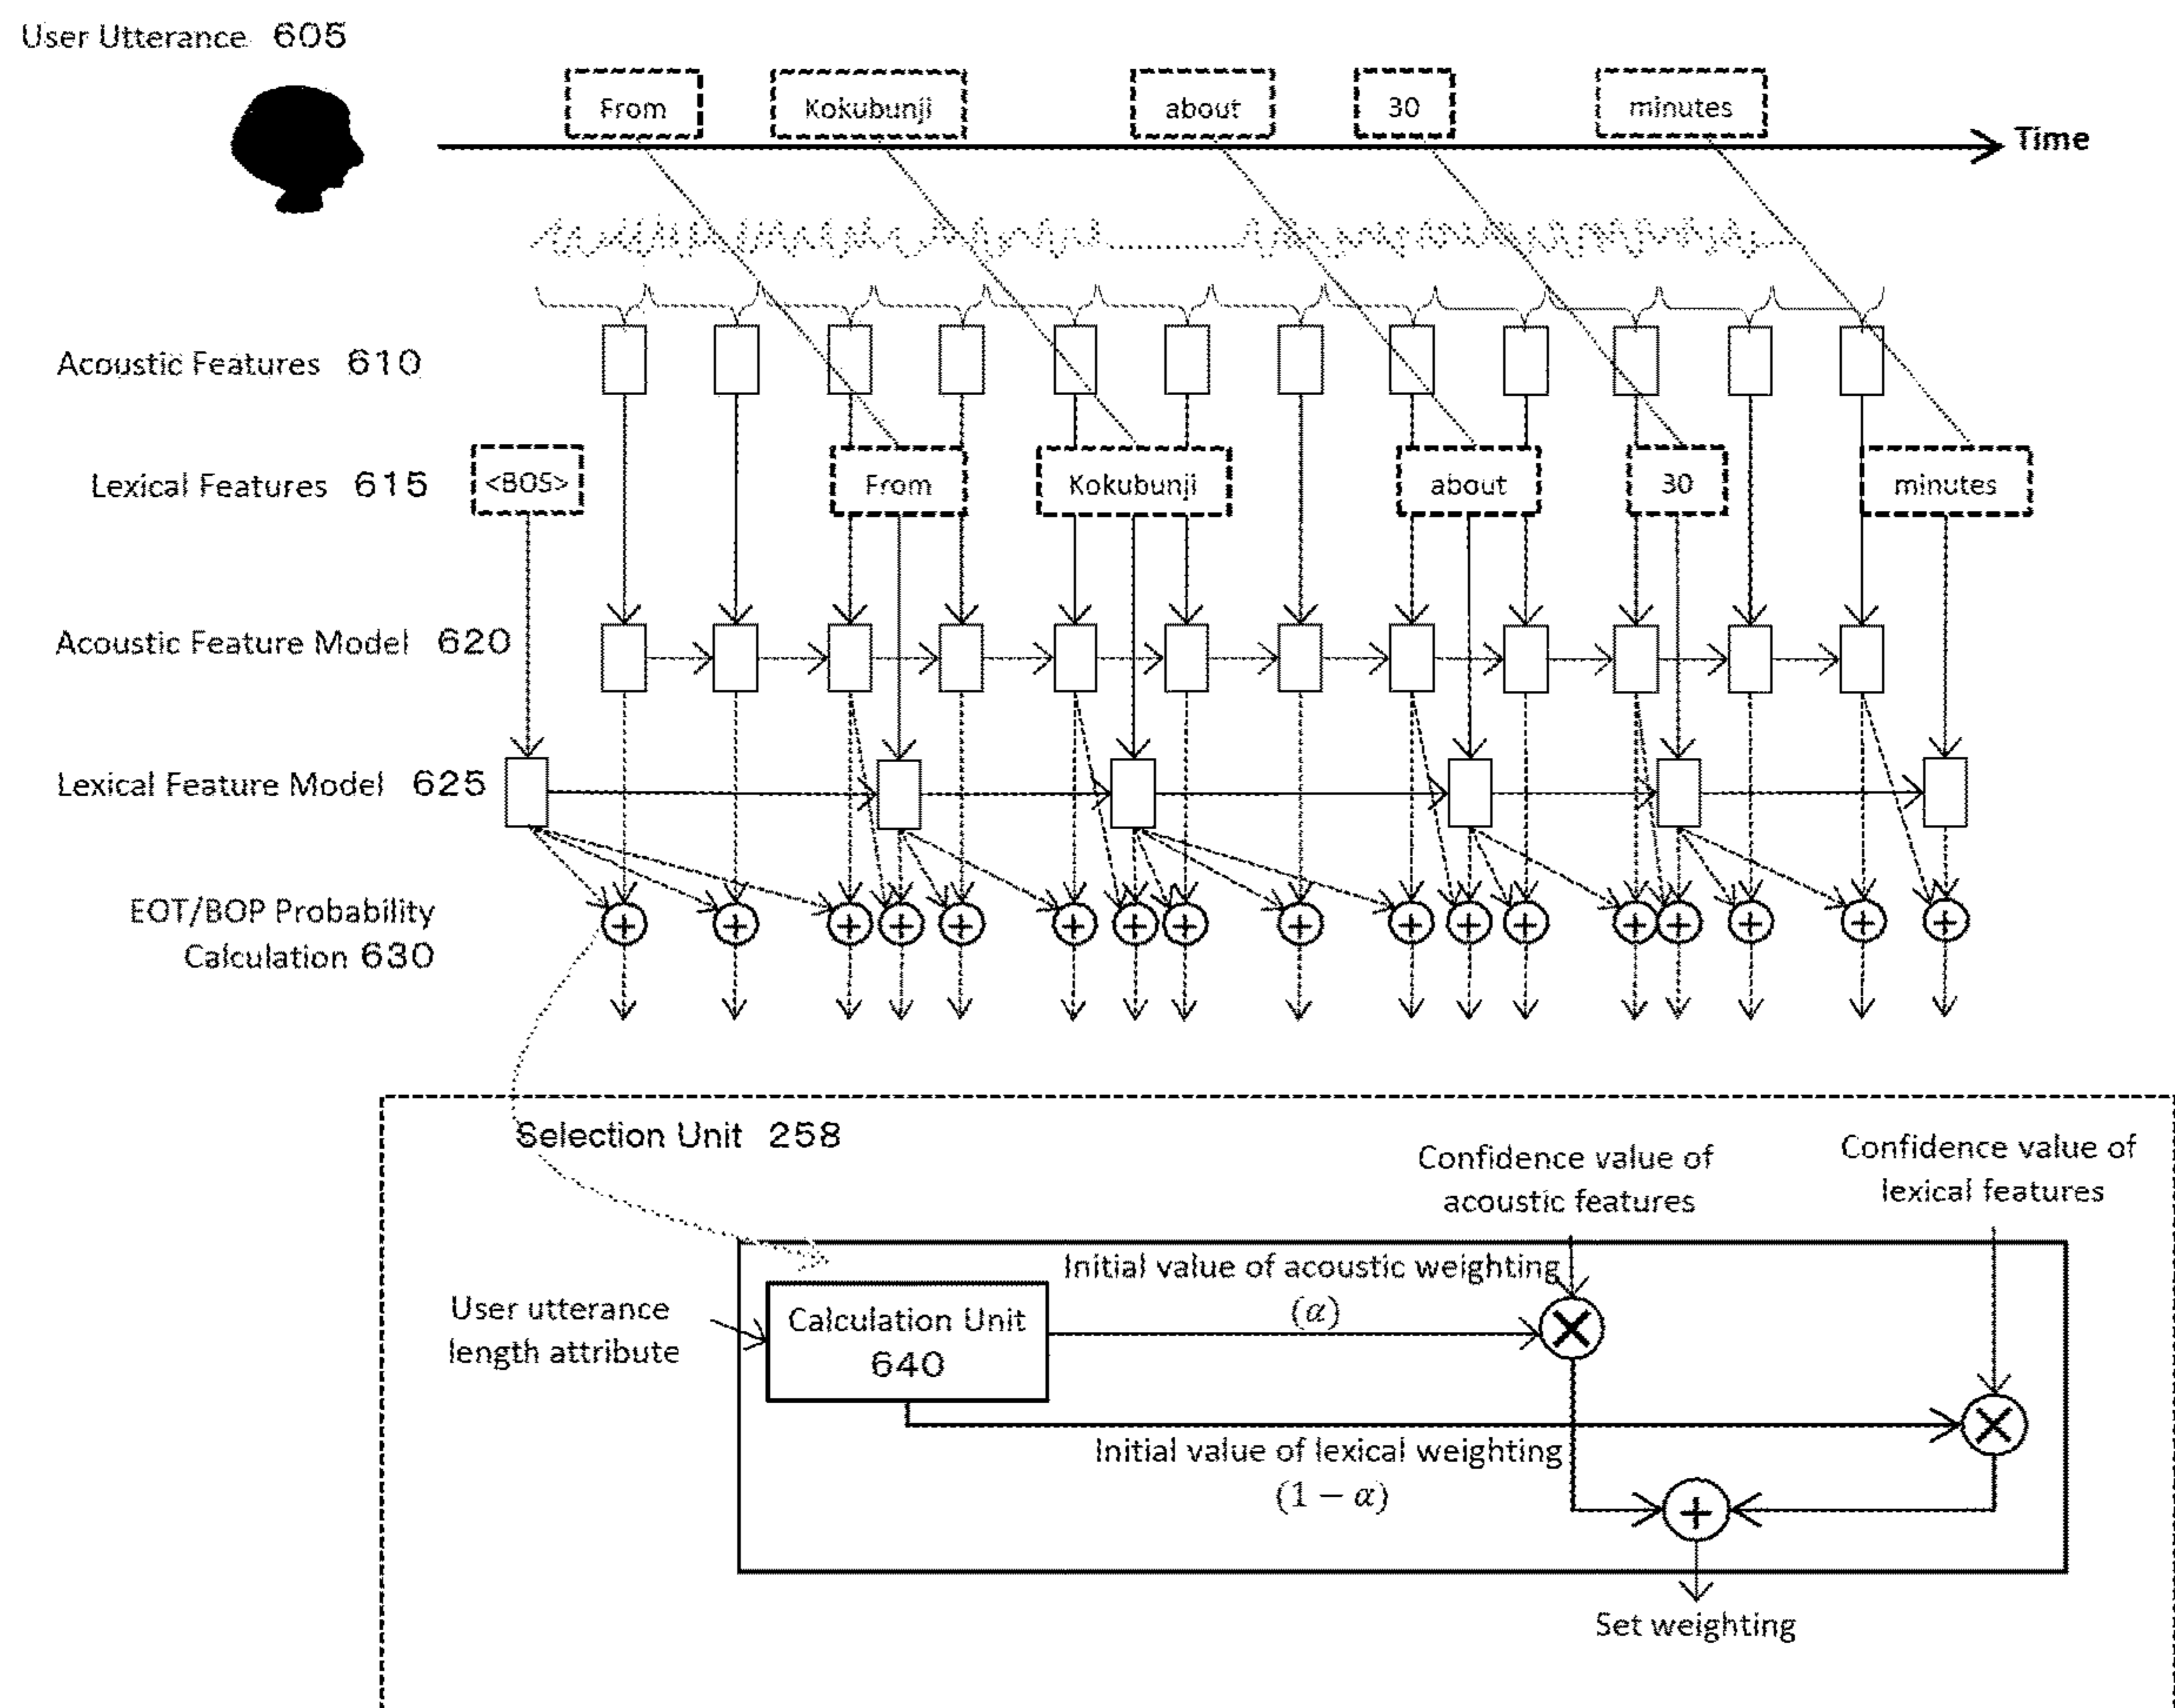 User Utterance 605
From Kokubunji about 30 minutes
Time
Acoustic Features 610
Lexical Features 615 <BOS> From Kokubunji about 30 minutes
Acoustic Feature Model 620
Lexical Feature Model 625
EOT/BOP Probability
Calculation 630
+ + + + + + + + + + + + + + + + +
Selection Unit 258
Confidence value of
acoustic features
Confidence value of
lexical features
Initial value of acoustic weighting
(α)
User utterance
length attribute
Calculation Unit
640
×
×
Initial value of lexical weighting
(1 − α)
+
Set weighting